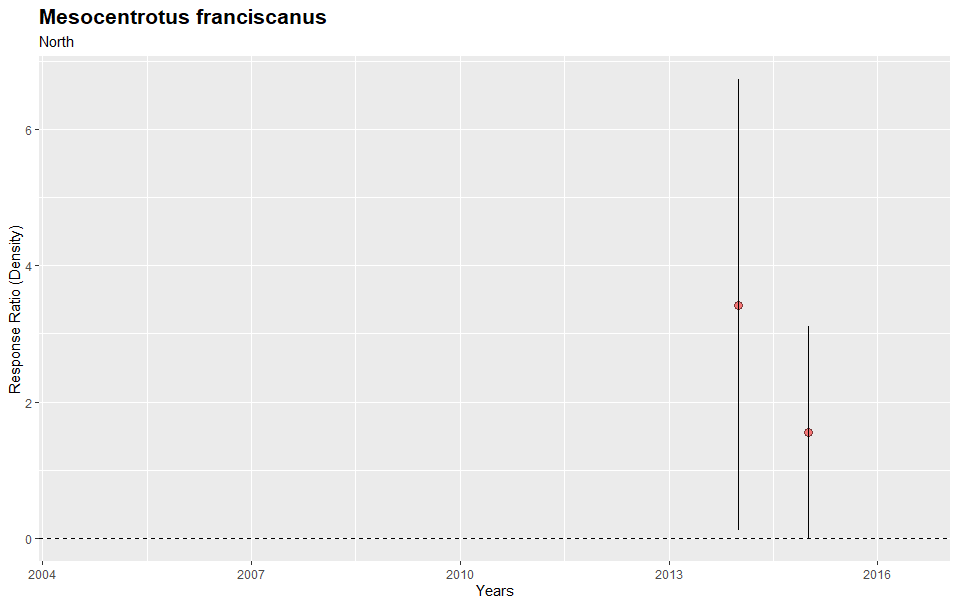 Mesocentrotus franciscanus
North
Response Ratio (Density)
6
4
2
0
2004 2007 2010 2013 2016
Years